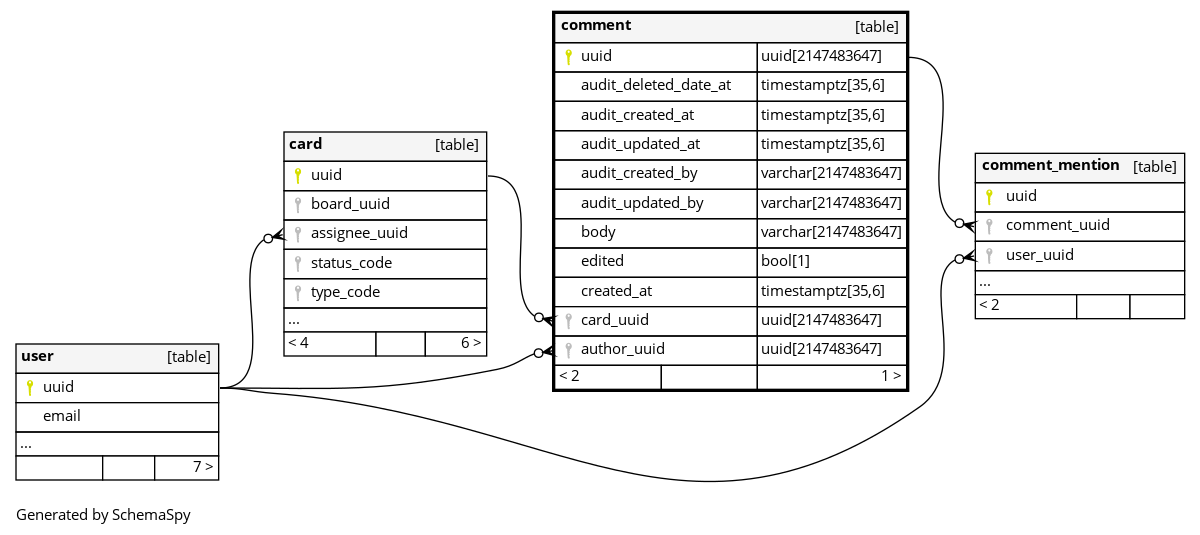 comment [table]
uuid uuid[2147483647]
audit_deleted_date_at timestamptz[35,6]
audit_created_at timestamptz[35,6]
audit_updated_at timestamptz[35,6]
audit_created_by varchar[2147483647]
audit_updated_by varchar[2147483647]
body varchar[2147483647]
edited bool[1]
created_at timestamptz[35,6]
card_uuid uuid[2147483647]
author_uuid uuid[2147483647]
< 2 1 >
card [table]
uuid
board_uuid
assignee_uuid
status_code
type_code
...
< 4 6 >
comment_mention [table]
uuid
comment_uuid
user_uuid
...
< 2
user [table]
uuid
email
...
7 >
Generated by SchemaSpy